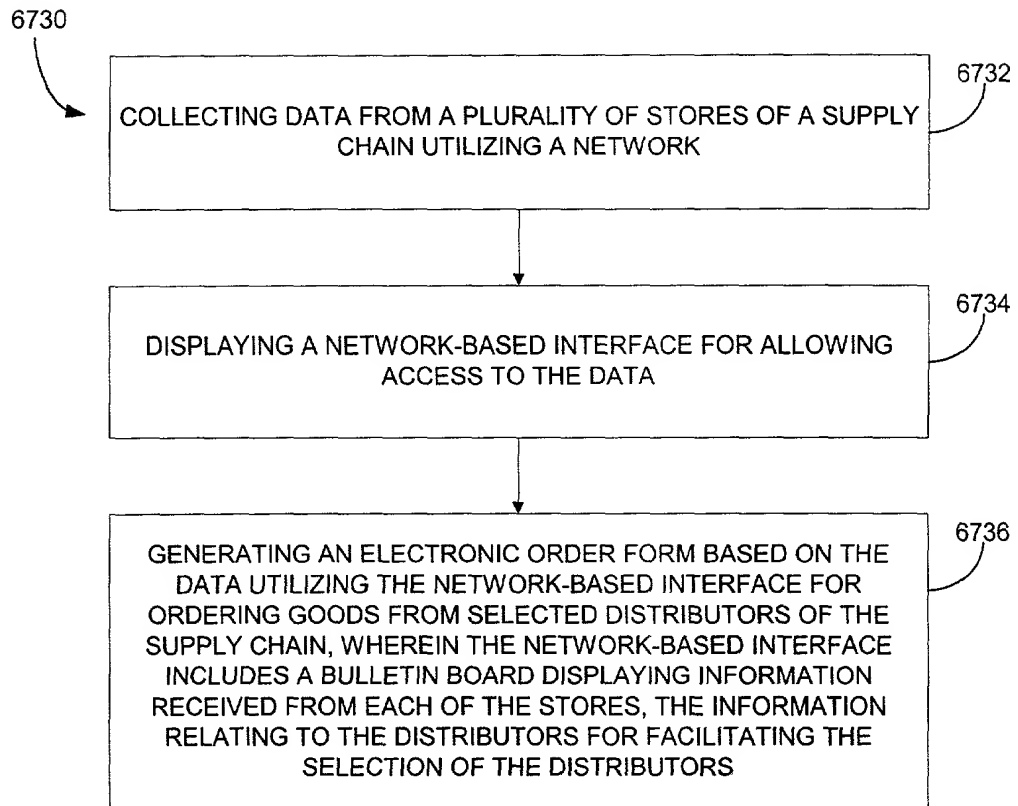 6730
6732
COLLECTING DATA FROM A PLURALITY OF STORES OF A SUPPLY
CHAIN UTILIZING A NETWORK
6734
DISPLAYING A NETWORK-BASED INTERFACE FOR ALLOWING
ACCESS TO THE DATA
6736
GENERATING AN ELECTRONIC ORDER FORM BASED ON THE
DATA UTILIZING THE NETWORK-BASED INTERFACE FOR
ORDERING GOODS FROM SELECTED DISTRIBUTORS OF THE
SUPPLY CHAIN, WHEREIN THE NETWORK-BASED INTERFACE
INCLUDES A BULLETIN BOARD DISPLAYING INFORMATION
RECEIVED FROM EACH OF THE STORES, THE INFORMATION
RELATING TO THE DISTRIBUTORS FOR FACILITATING THE
SELECTION OF THE DISTRIBUTORS